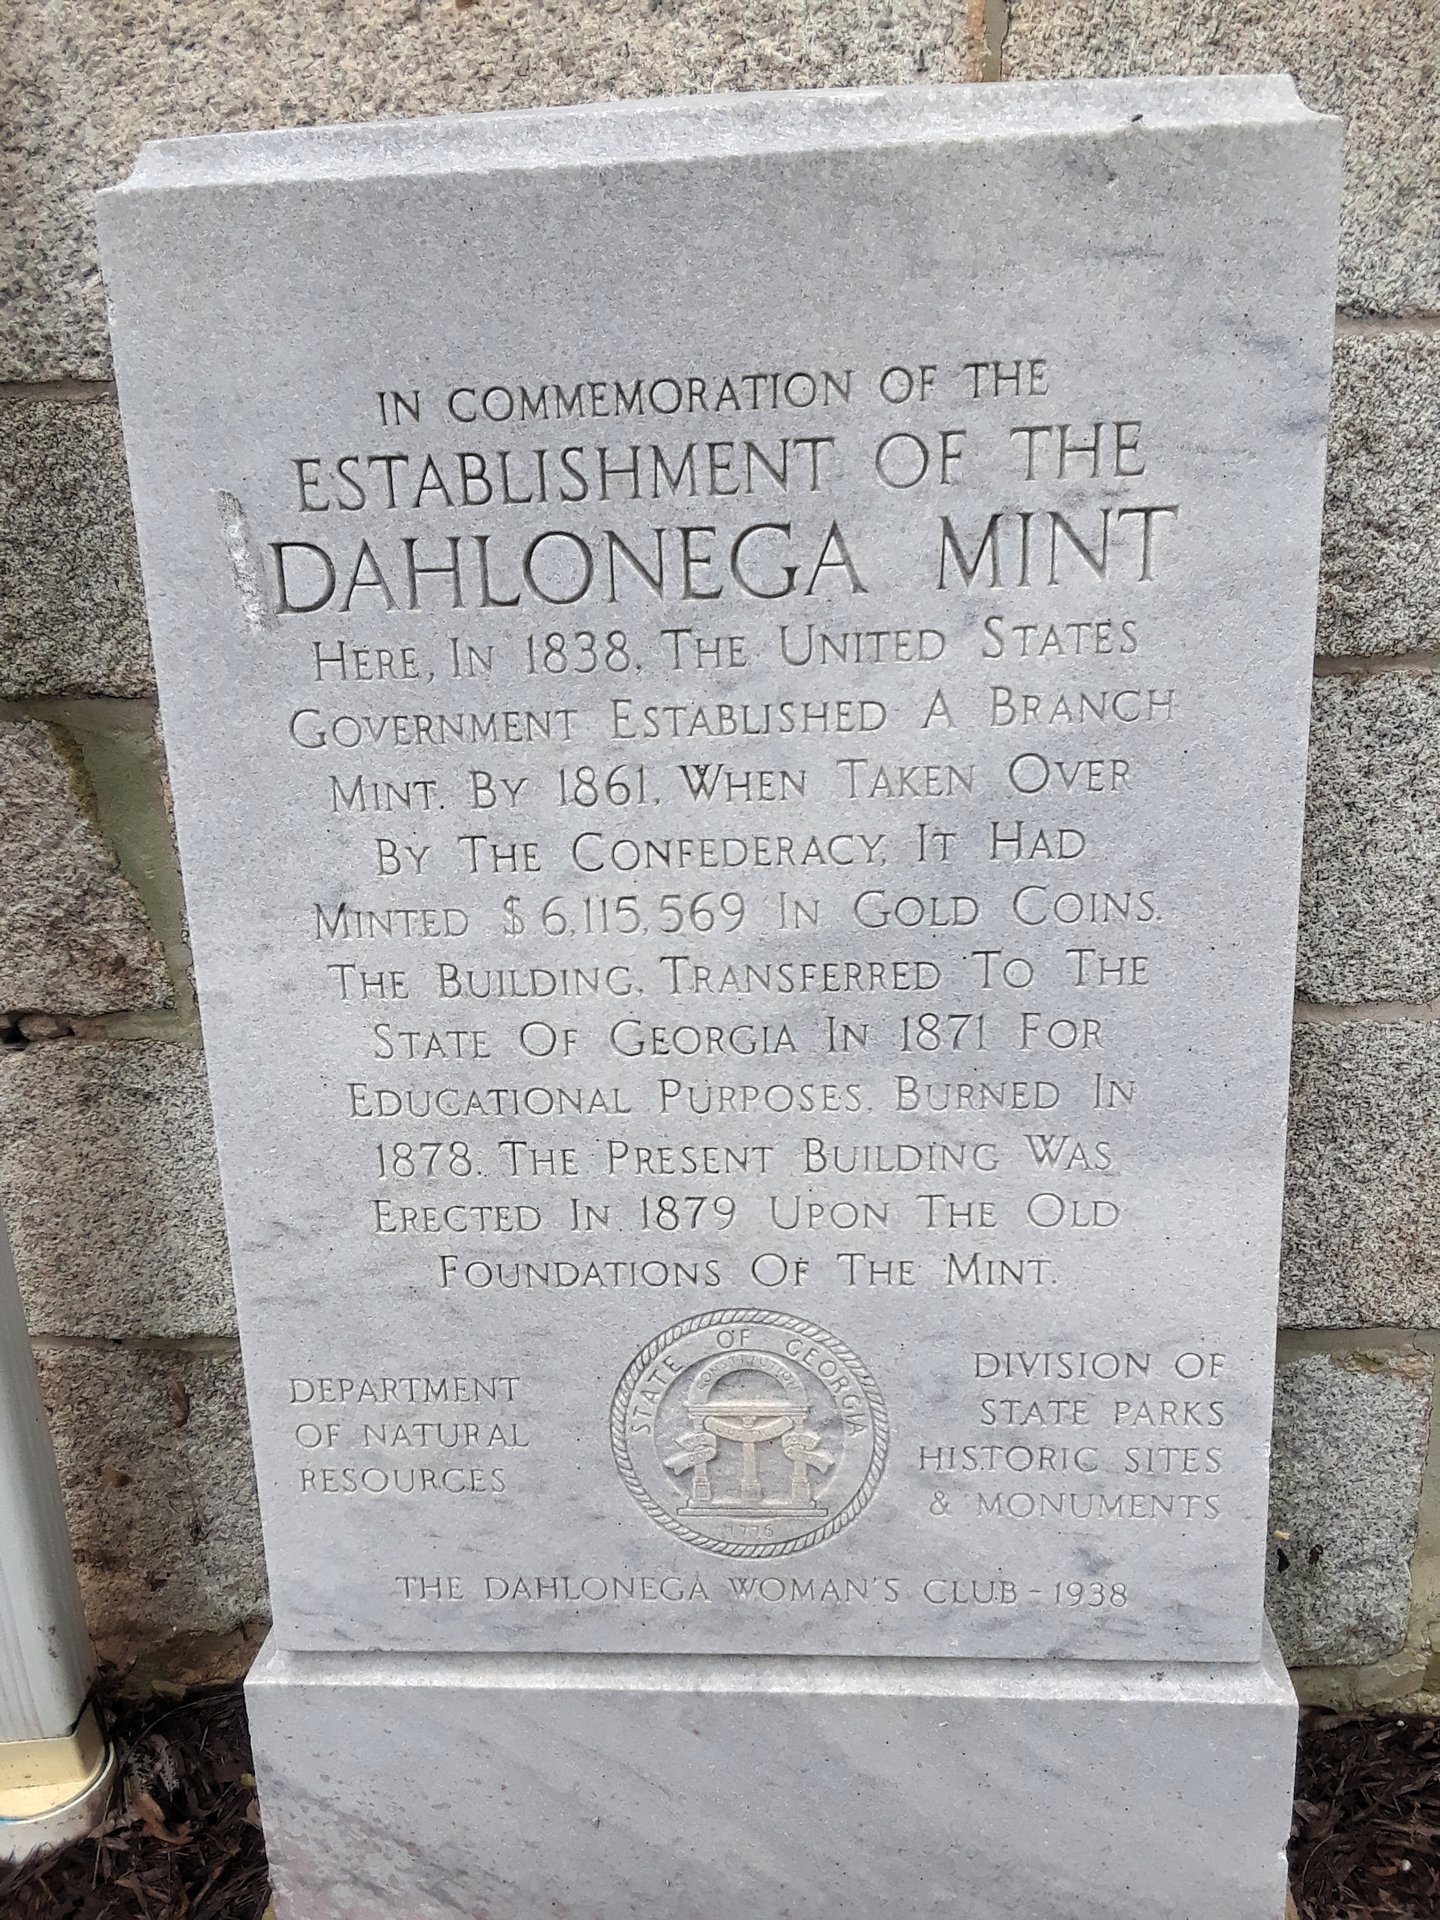 IN COMMEMORATION OF THE
ESTABLISHMENT OF THE
DAHLONEGA MINT
HERE, IN 1838, THE UNITED STATES
GOVERNMENT ESTABLISHED A BRANCH
MINT. BY 1861, WHEN TAKEN OVER
BY THE CONFEDERACY, IT HAD
MINTED $6,115,569 IN GOLD COINS.
THE BUILDING, TRANSFERRED TO THE
STATE OF GEORGIA IN 1871 FOR
EDUCATIONAL PURPOSES, BURNED IN
1878. THE PRESENT BUILDING WAS
ERECTED IN 1879 UPON THE OLD
FOUNDATIONS OF THE MINT.
DEPARTMENT
OF NATURAL
RESOURCES
STATE OF GEORGIA
CONSTITUTION
1776
DIVISION OF
STATE PARKS
HISTORIC SITES
& MONUMENTS
THE DAHLONEGA WOMAN'S CLUB - 1938